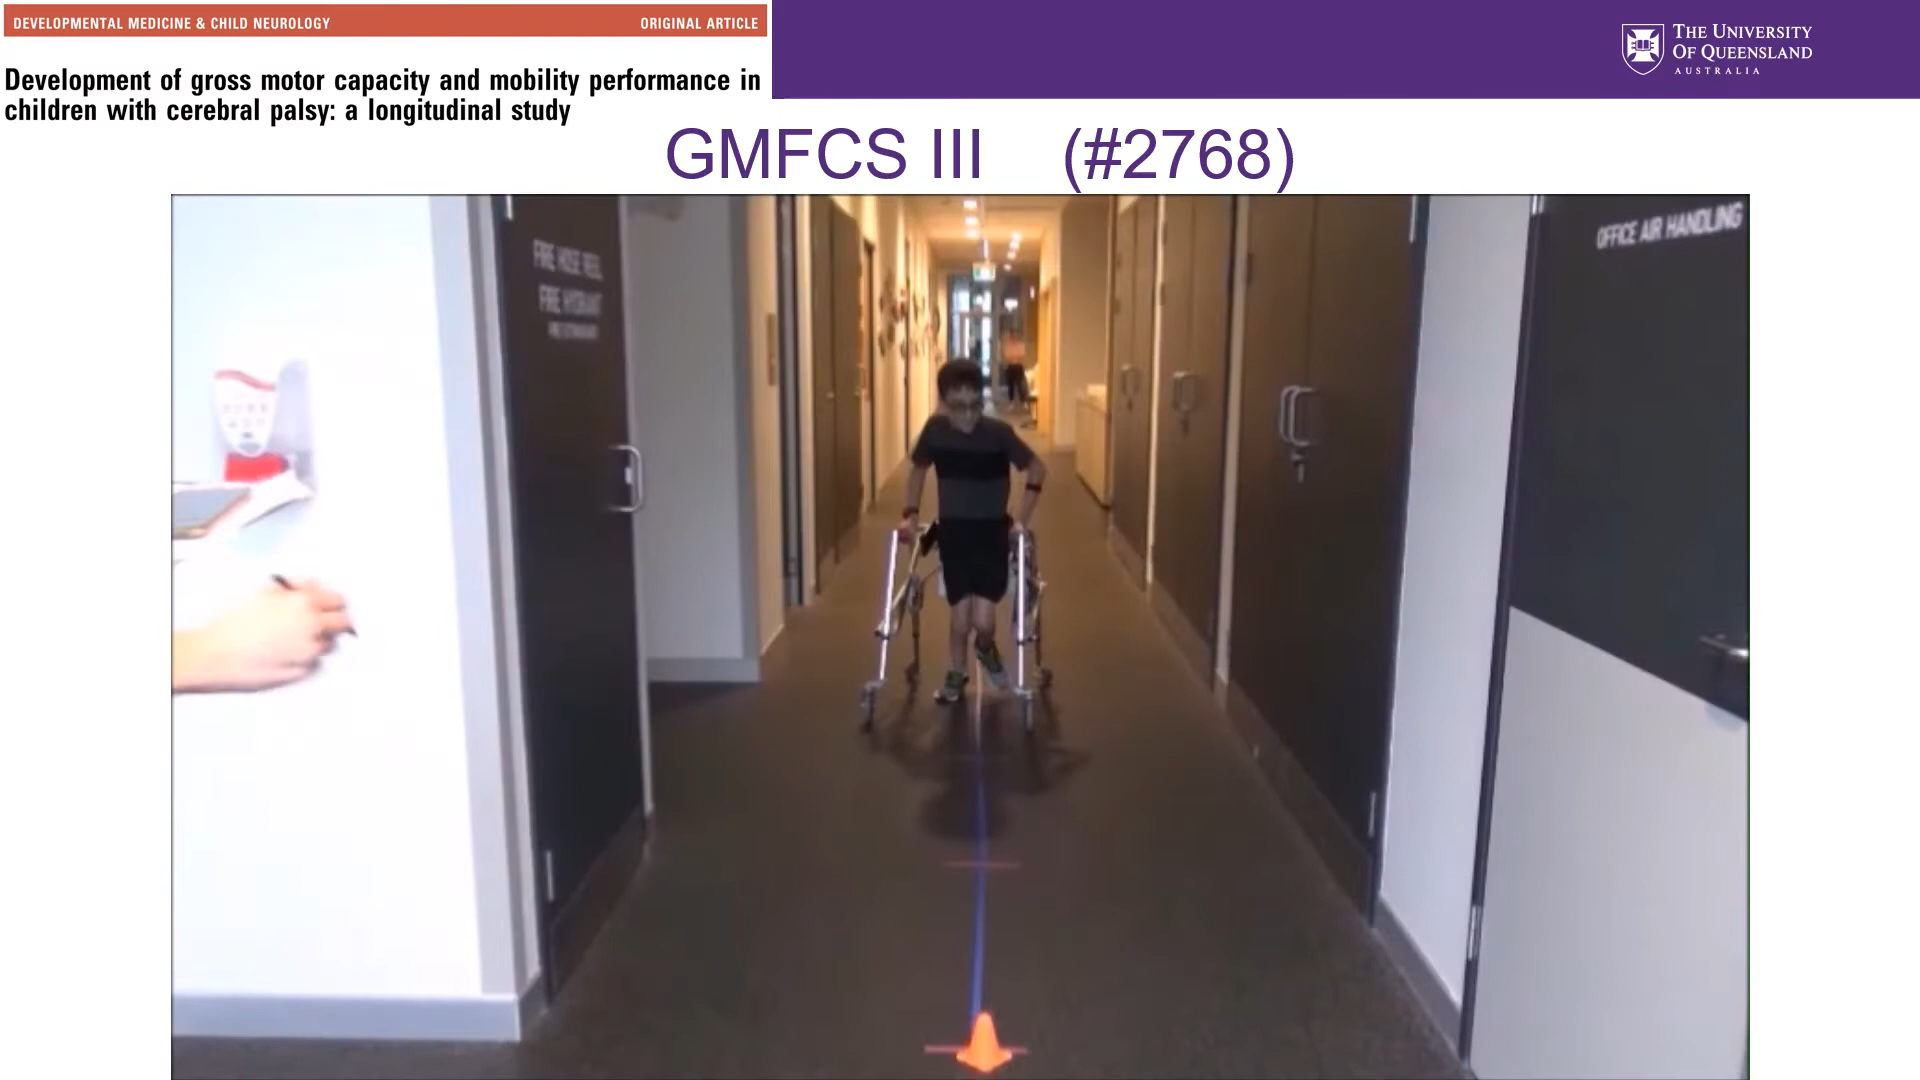 DEVELOPMENTAL MEDICINE & CHILD NEUROLOGY ORIGINAL ARTICLE
Development of gross motor capacity and mobility performance in
children with cerebral palsy: a longitudinal study
THE UNIVERSITY
OF QUEENSLAND
AUSTRALIA
GMFCS III (#2768)
FIRE HOSE REEL
FIRE HYDRANT
OFFICE AIR HANDLING